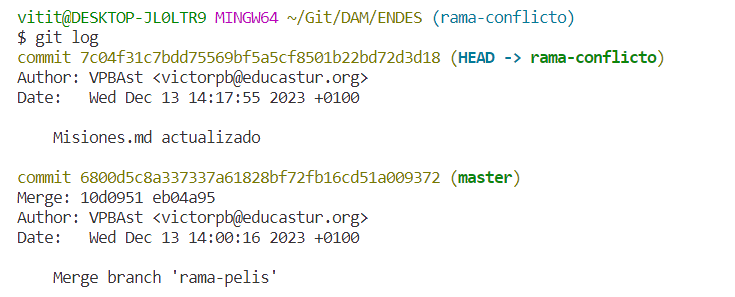 vitit@DESKTOP-JL0LTR9 MINGW64 ~/Git/DAM/ENDES (rama-conflicto)
$ git log
commit 7c04f31c7bdd75569bf5a5cf8501b22bd72d3d18 (HEAD -> rama-conflicto)
Author: VPBAst <victorpb@educastur.org>
Date:   Wed Dec 13 14:17:55 2023 +0100
    Misiones.md actualizado
commit 6800d5c8a337337a61828bf72fb16cd51a009372 (master)
Merge: 10d0951 eb04a95
Author: VPBAst <victorpb@educastur.org>
Date:   Wed Dec 13 14:00:16 2023 +0100
    Merge branch 'rama-pelis'